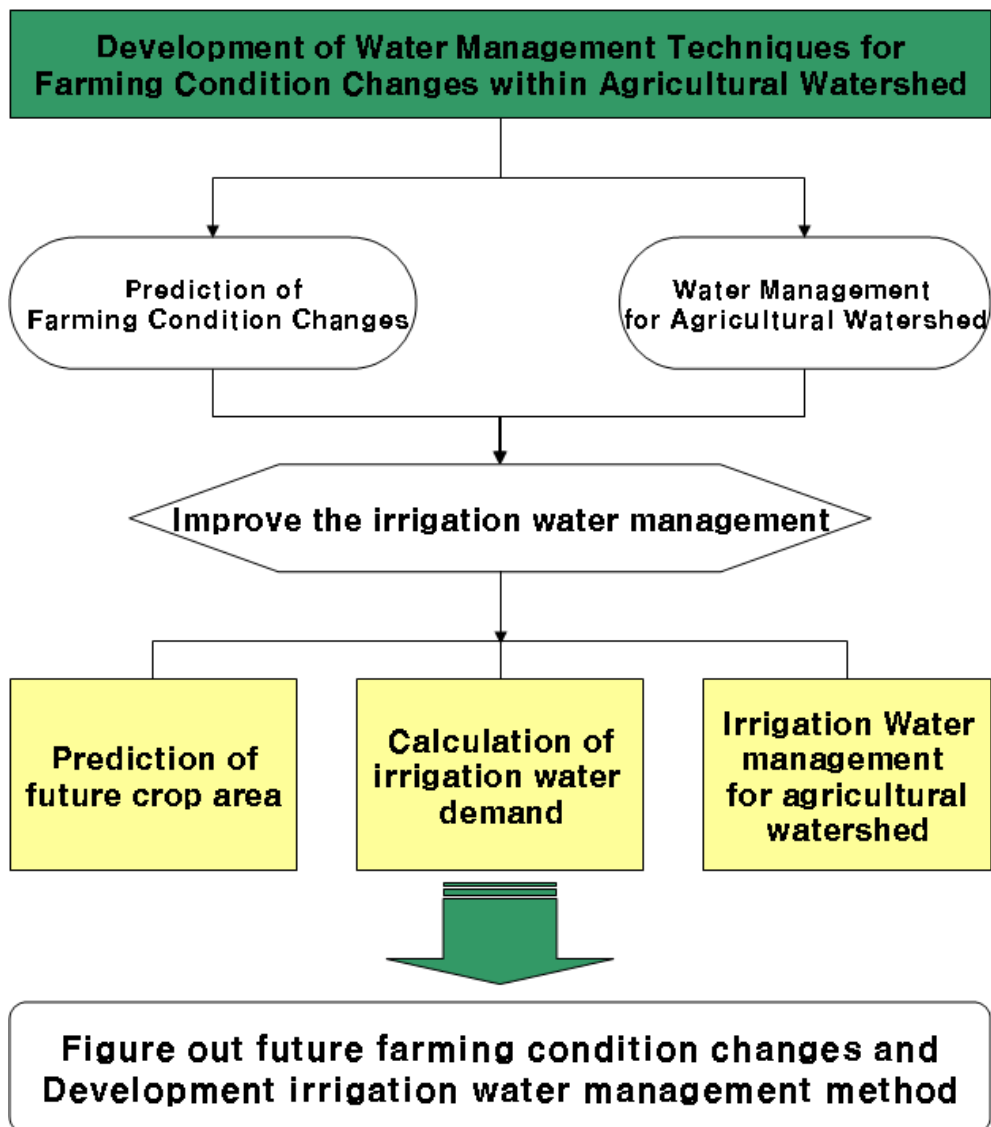 Development of Water Management Techniques for
Farming Condition Changes within Agricultural Watershed
Prediction of
Farming Condition Changes
Water Management
for Agricultural Watershed
Improve the irrigation water management
Prediction of
future crop area
Calculation of
irrigation water
demand
Irrigation Water
management
for agricultural
watershed
Figure out future farming condition changes and
Development irrigation water management method